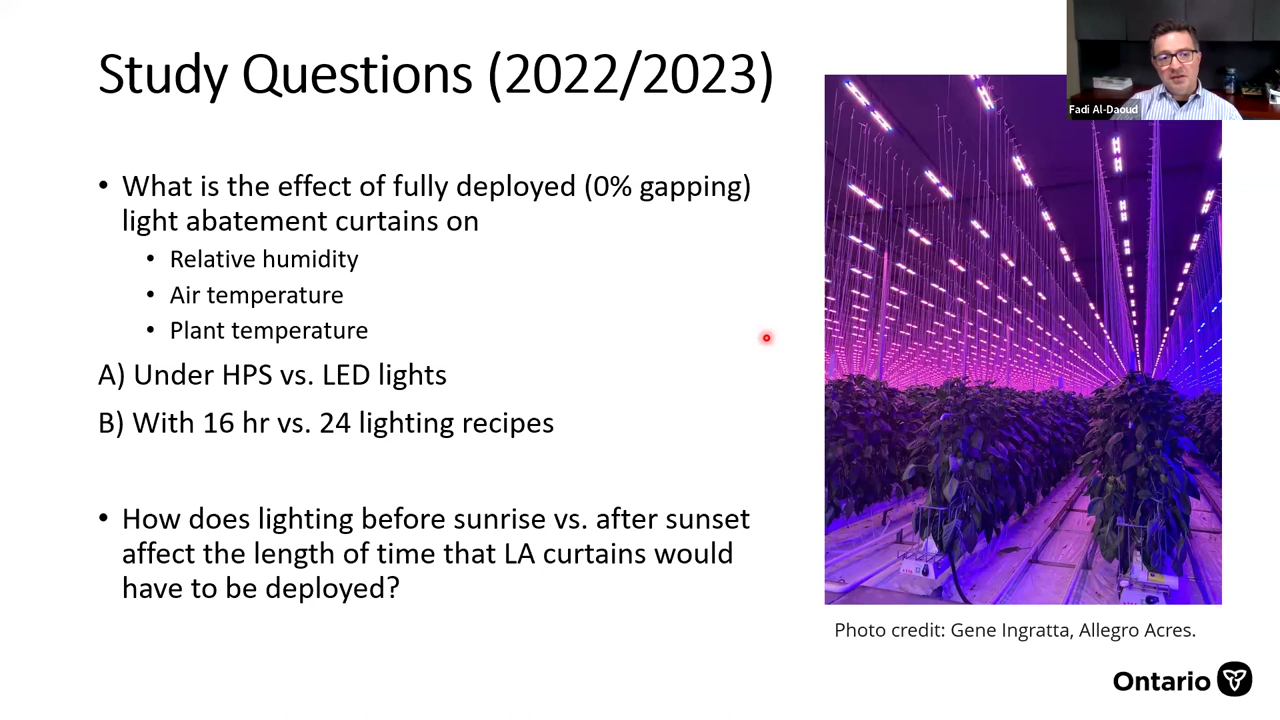 Study Questions (2022/2023)
Fadi Al-Daoud
• What is the effect of fully deployed (0% gapping)
light abatement curtains on
• Relative humidity
• Air temperature
• Plant temperature
A) Under HPS vs. LED lights
B) With 16 hr vs. 24 lighting recipes
• How does lighting before sunrise vs. after sunset
affect the length of time that LA curtains would
have to be deployed?
Photo credit: Gene Ingratta, Allegro Acres.
Ontario